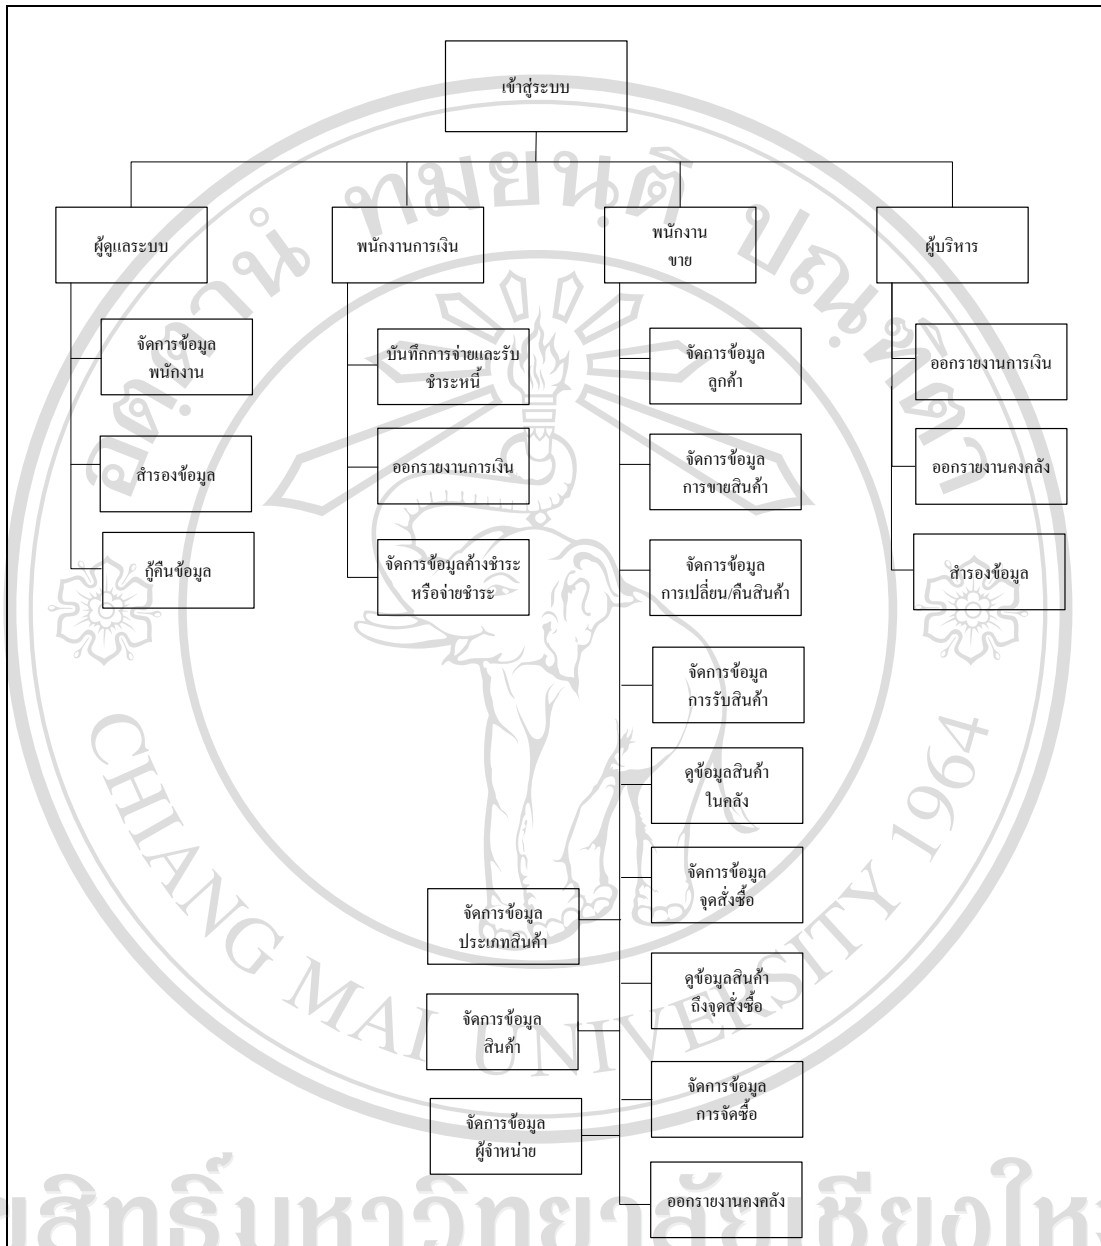 เข้าสู่ระบบ
ผู้ดูแลระบบ
จัดการข้อมูล
พนักงาน
สำรองข้อมูล
กู้คืนข้อมูล
พนักงานการเงิน
บันทึกการจ่ายและรับ
ชำระหนี้
ออกรายงานการเงิน
จัดการข้อมูลค้างชำระ
หรือจ่ายชำระ
พนักงาน
ขาย
จัดการข้อมูล
ลูกค้า
จัดการข้อมูล
การขายสินค้า
จัดการข้อมูล
การเปลี่ยน/คืนสินค้า
จัดการข้อมูล
การรับสินค้า
ดูข้อมูลสินค้า
ในคลัง
จัดการข้อมูล
จุดสั่งซื้อ
จัดการข้อมูล
ประเภทสินค้า
ดูข้อมูลสินค้า
ถึงจุดสั่งซื้อ
จัดการข้อมูล
สินค้า
จัดการข้อมูล
การจัดซื้อ
จัดการข้อมูล
ผู้จำหน่าย
ออกรายงานคงคลัง
ผู้บริหาร
ออกรายงานการเงิน
ออกรายงานคงคลัง
สำรองข้อมูล
อตฺตานํ ทมยนฺติ ปณฺฑิตา
CHIANG MAI UNIVERSITY 1964
สิทธิ์มหาวิทยาลัยเชียงให